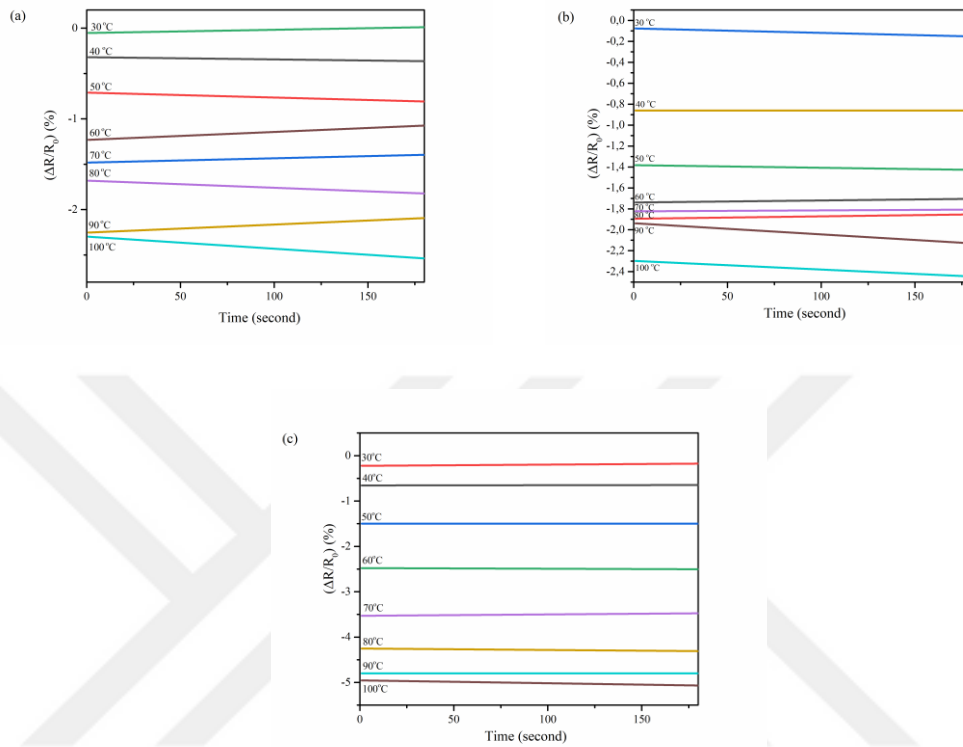 (a)
0
-1
-2
30 °C
40 °C
50 °C
60 °C
70 °C
80 °C
90 °C
100 °C
(ΔR/R₀) (%)
0 50 100 150
Time (second)
(b)
0,0
-0,2
-0,4
-0,6
-0,8
-1,0
-1,2
-1,4
-1,6
-1,8
-2,0
-2,2
-2,4
30 °C
40 °C
50 °C
60 °C
70 °C
80 °C
90 °C
100 °C
(ΔR/R₀) (%)
0 50 100 150
Time (second)
(c)
0
-1
-2
-3
-4
-5
30°C
40°C
50°C
60°C
70°C
80°C
90°C
100°C
(ΔR/R₀) (%)
0 50 100 150
Time (second)